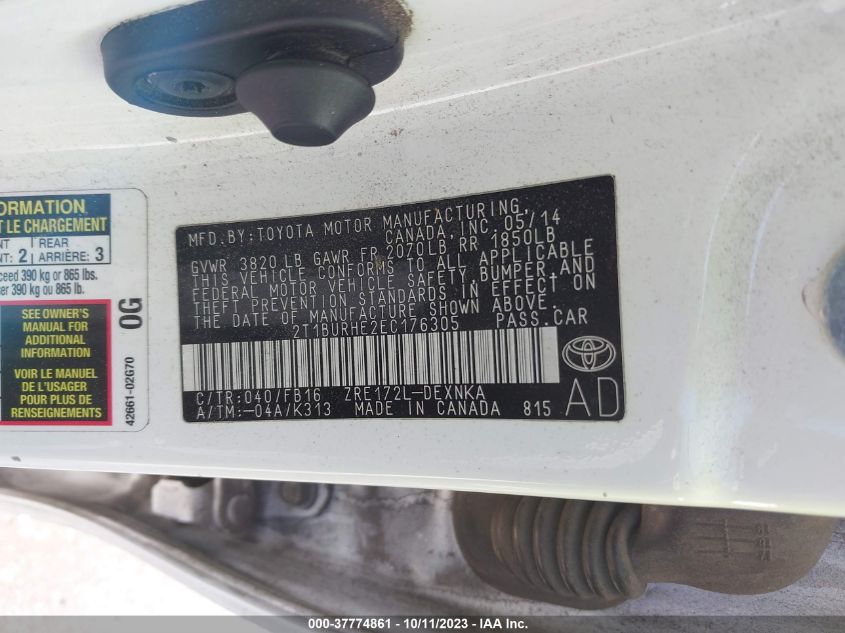 ORMATION
T LE CHARGEMENT
NT : 2 REAR ARRIÈRE: 3
ceed 390 kg or 865 lbs.
er 390 kg ou 865 lb.
SEE OWNER'S
MANUAL FOR
ADDITIONAL
INFORMATION
VOIR LE MANUEL
DE L'USAGER
POUR PLUS DE
RENSEIGNEMENTS
0G
42661-02G70
MFD. BY: TOYOTA MOTOR MANUFACTURING,
CANADA, INC. 05/14
GVWR 3820 LB GAWR FR 2070LB RR 1850LB
THIS VEHICLE CONFORMS TO ALL APPLICABLE
FEDERAL MOTOR VEHICLE SAFETY, BUMPER, AND
THEFT PREVENTION STANDARDS IN EFFECT ON
THE DATE OF MANUFACTURE SHOWN ABOVE.
2T1BURHE2EC176305 PASS. CAR
C/TR: 040/FB16 ZRE172L-DEXNKA
A/TM: -04A/K313 MADE IN CANADA 815
AD
000-37774861 - 10/11/2023 - IAA Inc.